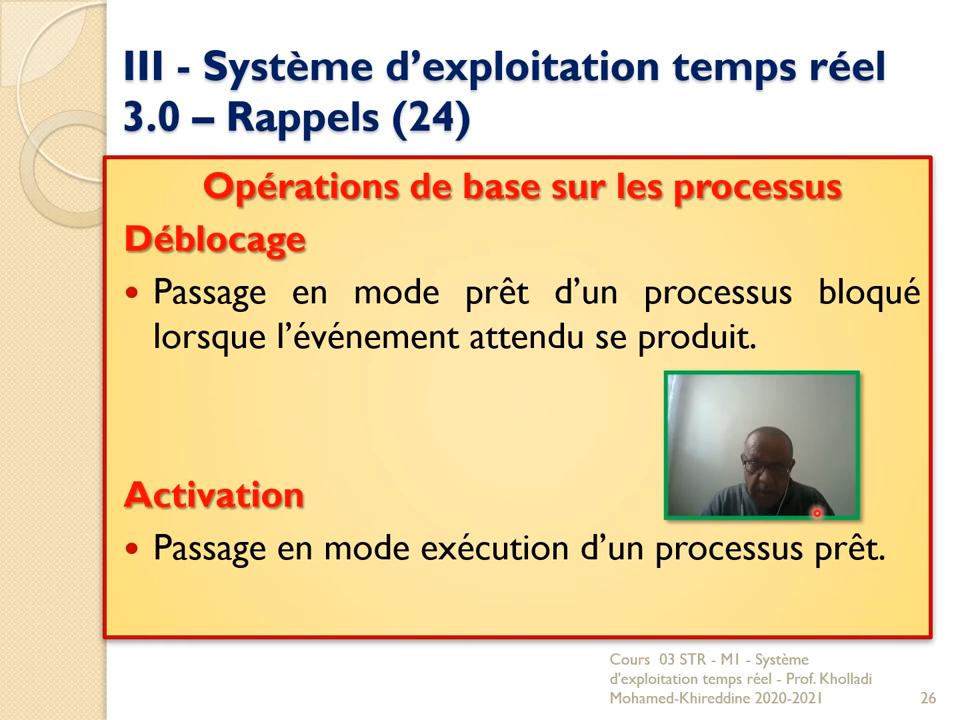 III - Système d’exploitation temps réel
3.0 – Rappels (24)
Opérations de base sur les processus
Déblocage
• Passage en mode prêt d’un processus bloqué
lorsque l’événement attendu se produit.
Activation
• Passage en mode exécution d’un processus prêt.
Cours 03 STR - M1 - Système
d'exploitation temps réel - Prof. Kholladi
Mohamed-Khireddine 2020-2021
26